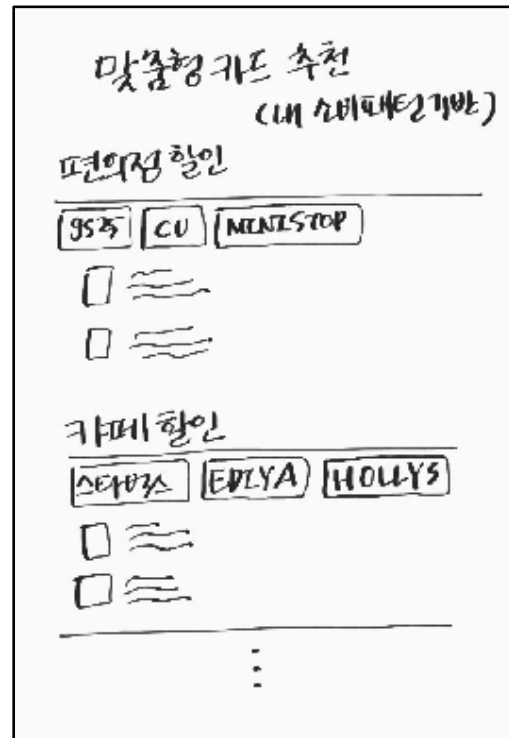 맞춤형 카드 추천
(내 소비패턴기반)
편의점 할인
GS25 CU MINISTOP
카페 할인
스타벅스 EDIYA HOLLYS